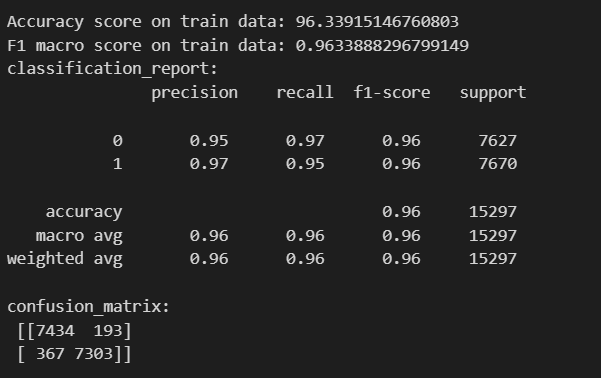 Accuracy score on train data: 96.33915146760803
F1 macro score on train data: 0.9633888296799149
classification_report:
              precision    recall  f1-score   support

           0       0.95      0.97      0.96      7627
           1       0.97      0.95      0.96      7670

    accuracy                           0.96     15297
   macro avg       0.96      0.96      0.96     15297
weighted avg       0.96      0.96      0.96     15297

confusion_matrix:
 [[7434  193]
 [ 367 7303]]